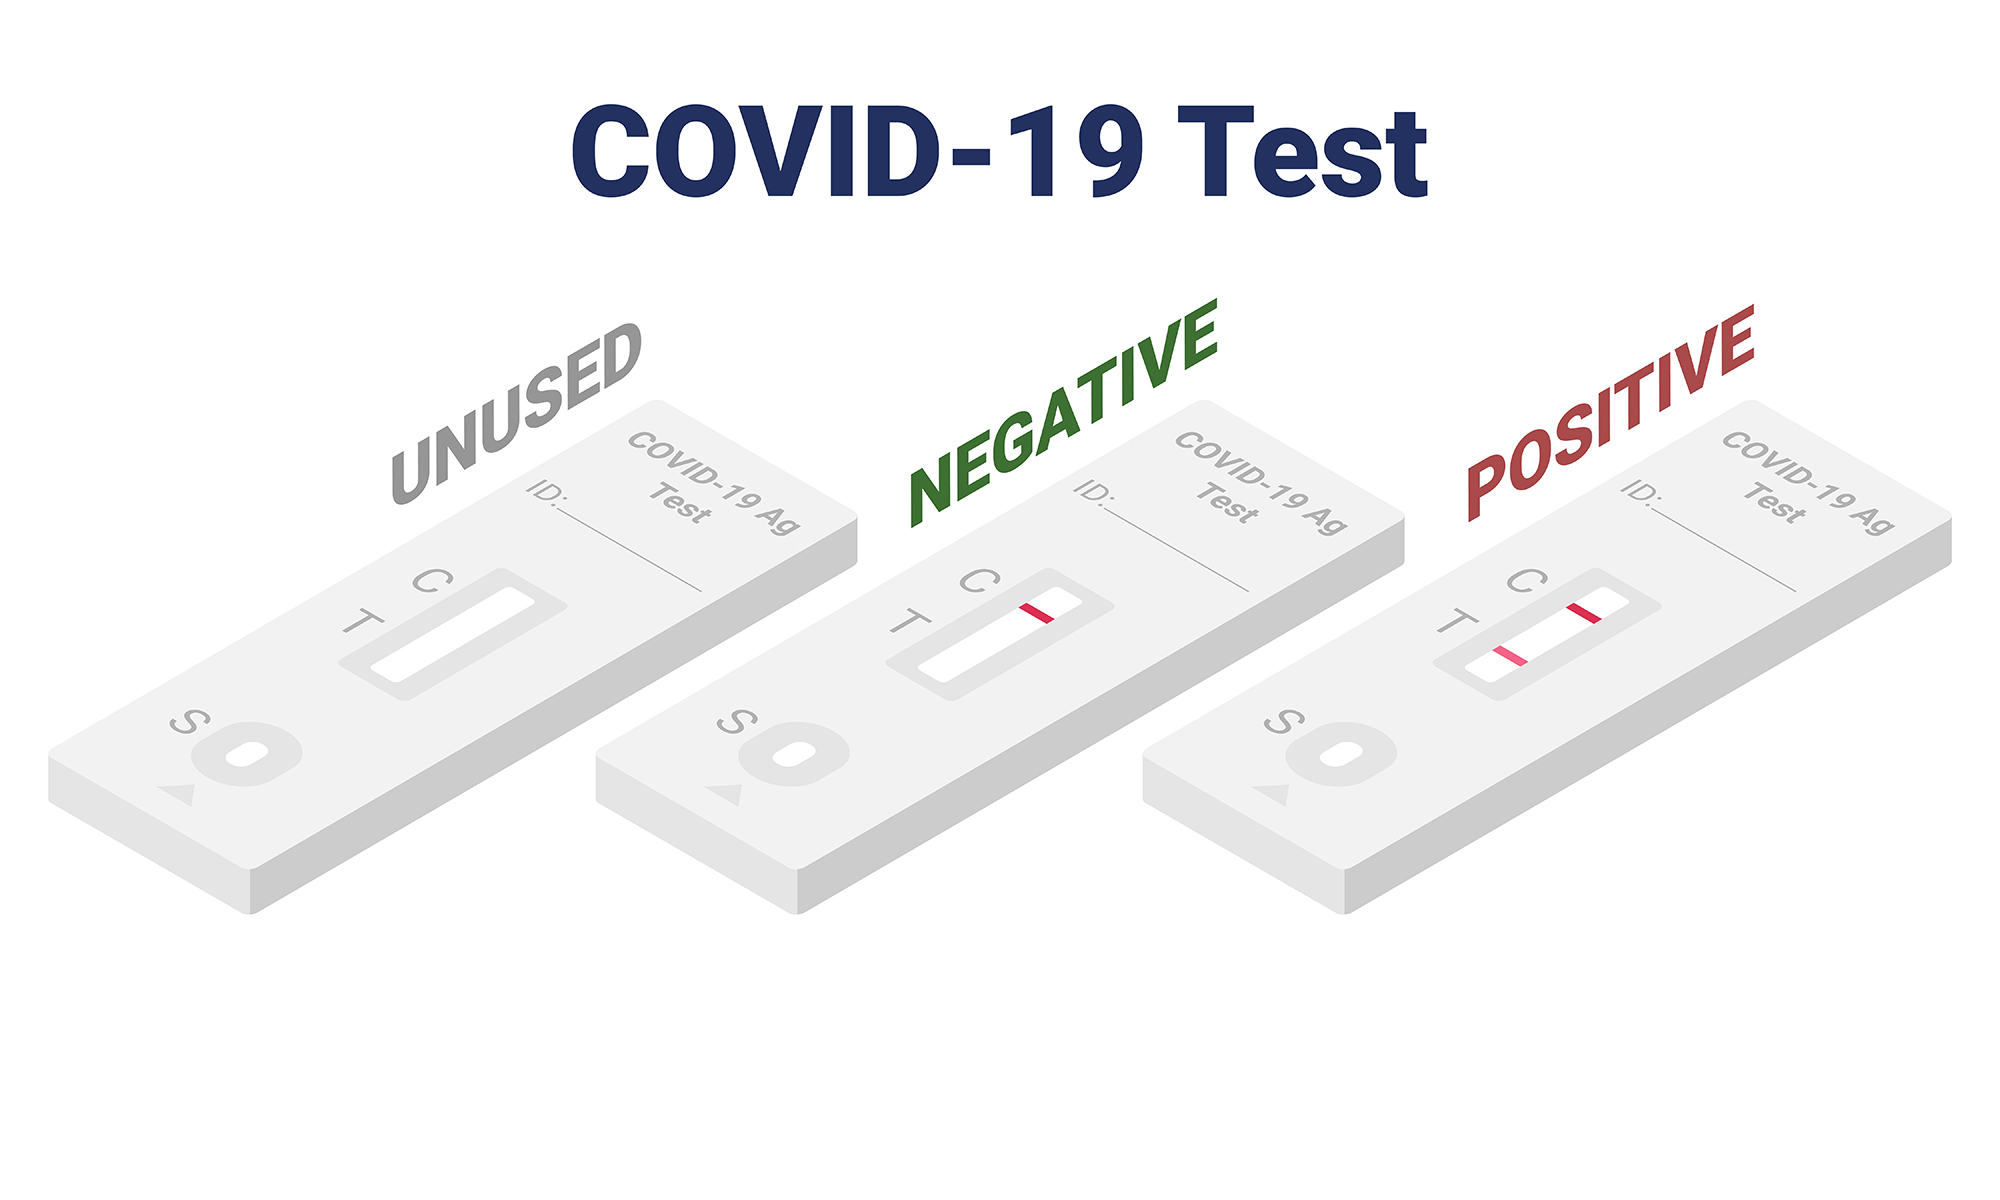 COVID-19 Test
UNUSED
COVID-19 Ag
Test
ID:
C
T
S
NEGATIVE
COVID-19 Ag
Test
ID:
C
T
S
POSITIVE
COVID-19 Ag
Test
ID:
C
T
S